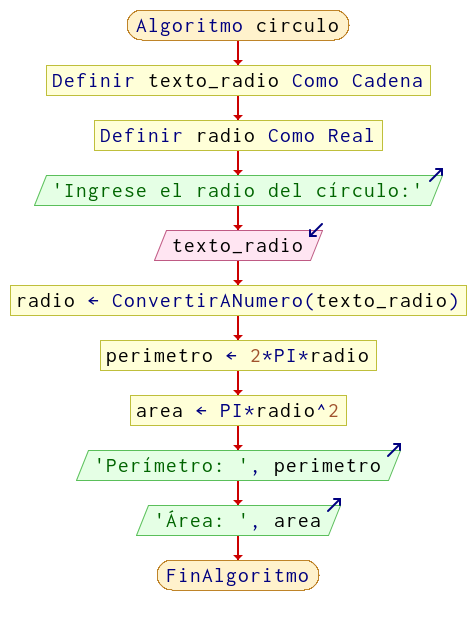 Algoritmo circulo
Definir texto_radio Como Cadena
Definir radio Como Real
'Ingrese el radio del círculo:'
texto_radio
radio ← ConvertirANumero(texto_radio)
perimetro ← 2*PI*radio
area ← PI*radio^2
'Perímetro: ', perimetro
'Área: ', area
FinAlgoritmo